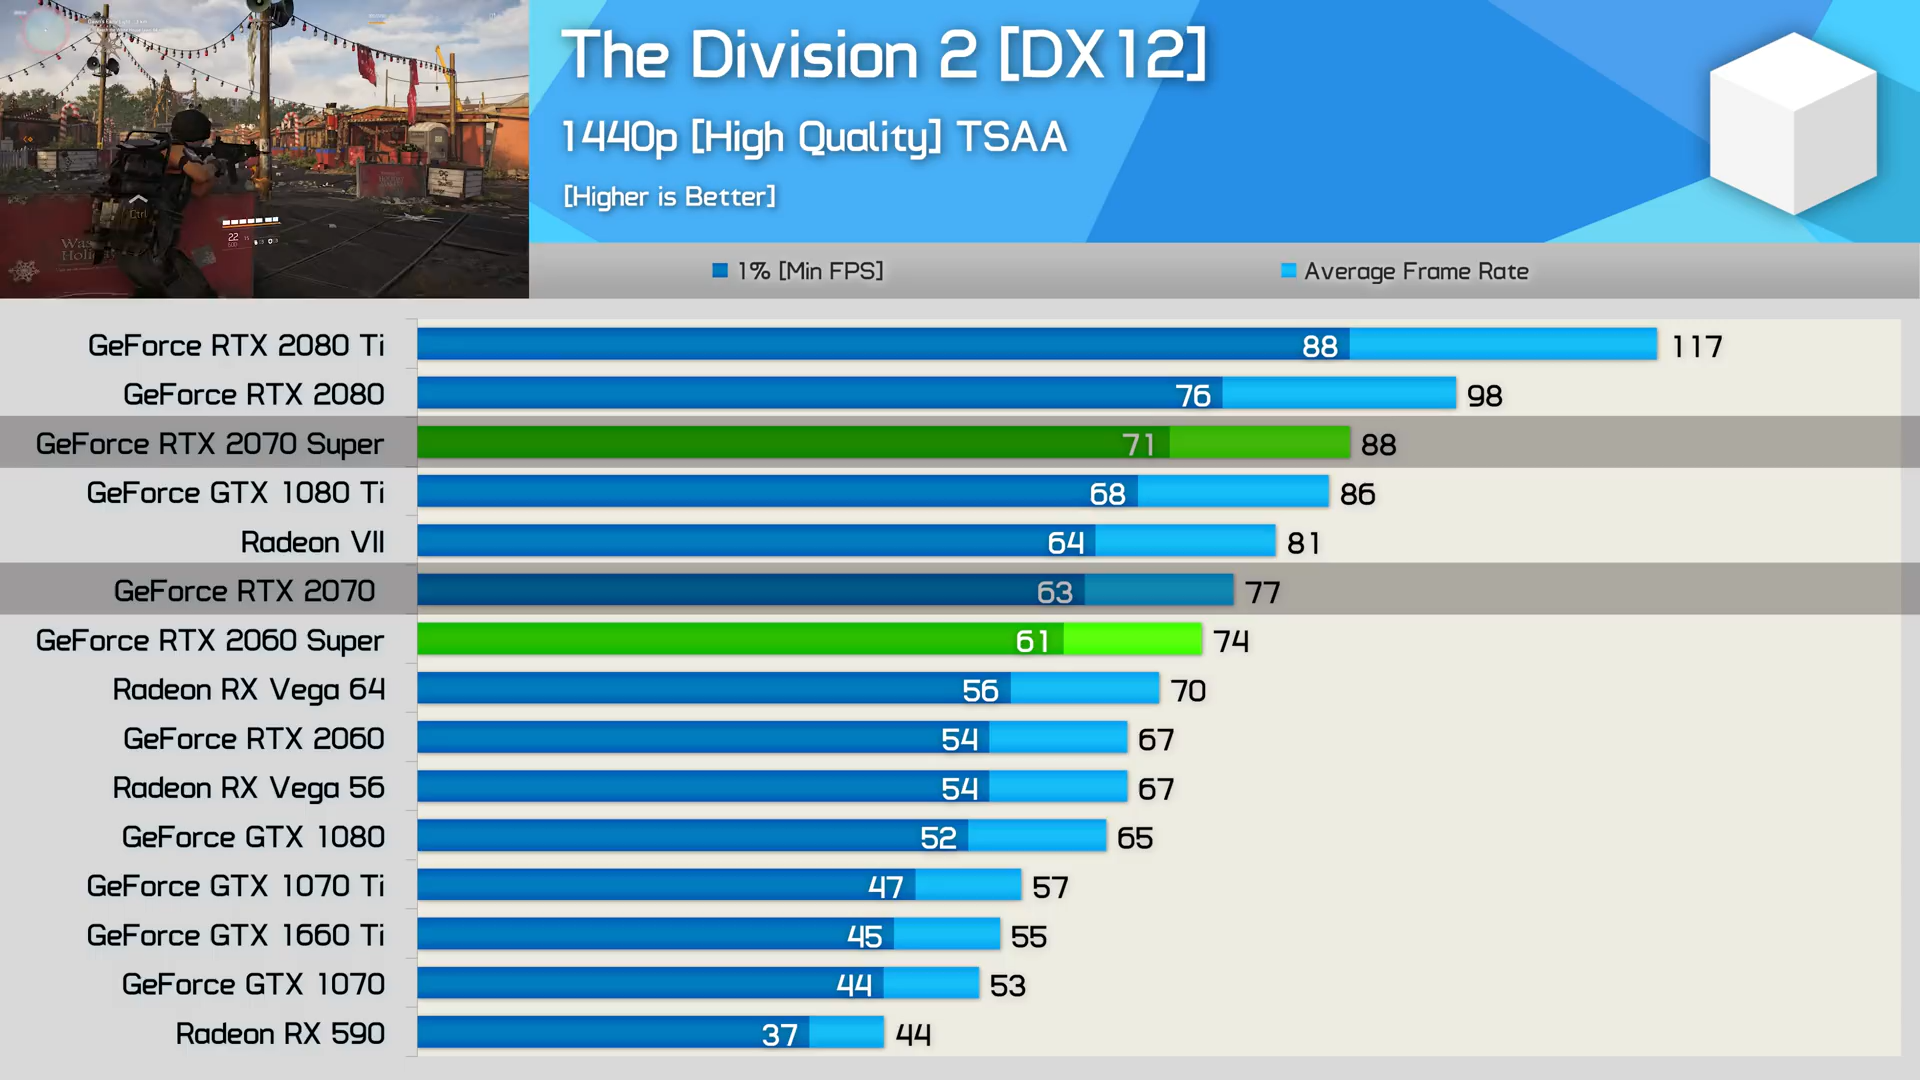 The Division 2 [DX12]
1440p [High Quality] TSAA
[Higher is Better]
1% [Min FPS]
Average Frame Rate
Ctrl
22
GeForce RTX 2080 Ti 88 117
GeForce RTX 2080 76 98
GeForce RTX 2070 Super 71 88
GeForce GTX 1080 Ti 68 86
Radeon VII 64 81
GeForce RTX 2070 63 77
GeForce RTX 2060 Super 61 74
Radeon RX Vega 64 56 70
GeForce RTX 2060 54 67
Radeon RX Vega 56 54 67
GeForce GTX 1080 52 65
GeForce GTX 1070 Ti 47 57
GeForce GTX 1660 Ti 45 55
GeForce GTX 1070 44 53
Radeon RX 590 37 44